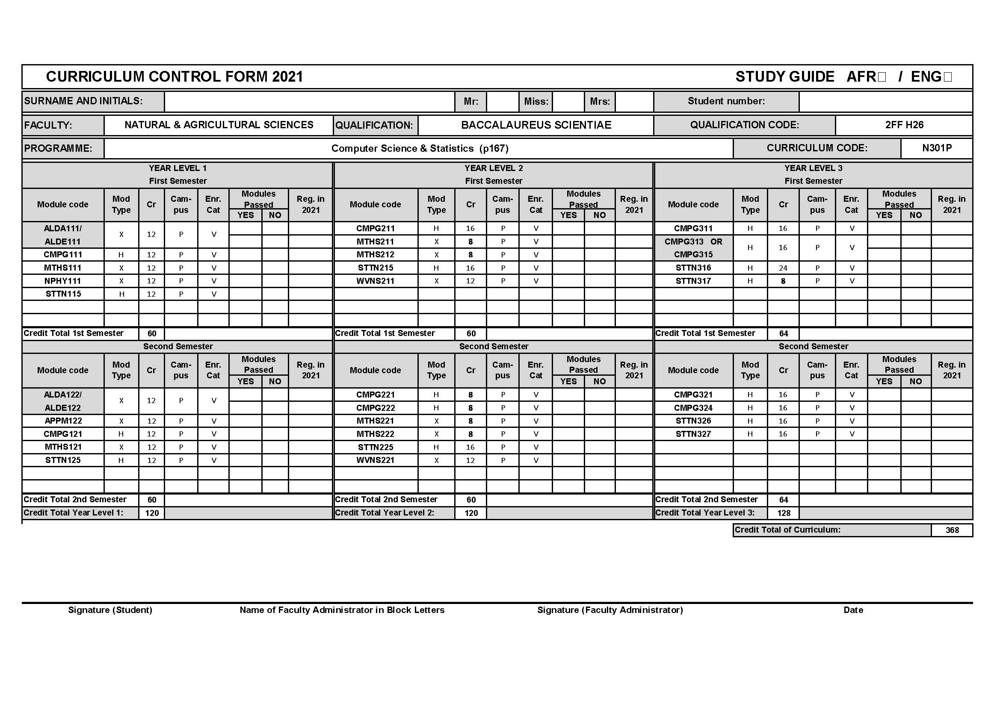 CURRICULUM CONTROL FORM 2021 STUDY GUIDE AFR□ / ENG□
SURNAME AND INITIALS: Mr: Miss: Mrs: Student number:
FACULTY: NATURAL & AGRICULTURAL SCIENCES QUALIFICATION: BACCALAUREUS SCIENTIAE QUALIFICATION CODE: 2FF H26
PROGRAMME: Computer Science & Statistics (p167) CURRICULUM CODE: N301P
YEAR LEVEL 1
First Semester
Module code Mod Type Cr Cam-pus Enr. Cat Modules Passed YES NO Reg. in 2021
ALDA111/ ALDE111 X 12 P V
CMPG111 H 12 P V
MTHS111 X 12 P V
NPHY111 X 12 P V
STTN115 H 12 P V
Credit Total 1st Semester 60
Second Semester
Module code Mod Type Cr Cam-pus Enr. Cat Modules Passed YES NO Reg. in 2021
ALDA122/ ALDE122 X 12 P V
APPM122 X 12 P V
CMPG121 H 12 P V
MTHS121 X 12 P V
STTN125 H 12 P V
Credit Total 2nd Semester 60
Credit Total Year Level 1: 120
YEAR LEVEL 2
First Semester
Module code Mod Type Cr Cam-pus Enr. Cat Modules Passed YES NO Reg. in 2021
CMPG211 H 16 P V
MTHS211 X 8 P V
MTHS212 X 8 P V
STTN215 H 16 P V
WVNS211 X 12 P V
Credit Total 1st Semester 60
Second Semester
Module code Mod Type Cr Cam-pus Enr. Cat Modules Passed YES NO Reg. in 2021
CMPG221 H 8 P V
CMPG222 H 8 P V
MTHS221 X 8 P V
MTHS222 X 8 P V
STTN225 H 16 P V
WVNS221 X 12 P V
Credit Total 2nd Semester 60
Credit Total Year Level 2: 120
YEAR LEVEL 3
First Semester
Module code Mod Type Cr Cam-pus Enr. Cat Modules Passed YES NO Reg. in 2021
CMPG311 H 16 P V
CMPG313 OR CMPG315 H 16 P V
STTN316 H 24 P V
STTN317 H 8 P V
Credit Total 1st Semester 64
Second Semester
Module code Mod Type Cr Cam-pus Enr. Cat Modules Passed YES NO Reg. in 2021
CMPG321 H 16 P V
CMPG324 H 16 P V
STTN326 H 16 P V
STTN327 H 16 P V
Credit Total 2nd Semester 64
Credit Total Year Level 3: 128
Credit Total of Curriculum: 368
Signature (Student) Name of Faculty Administrator in Block Letters Signature (Faculty Administrator) Date